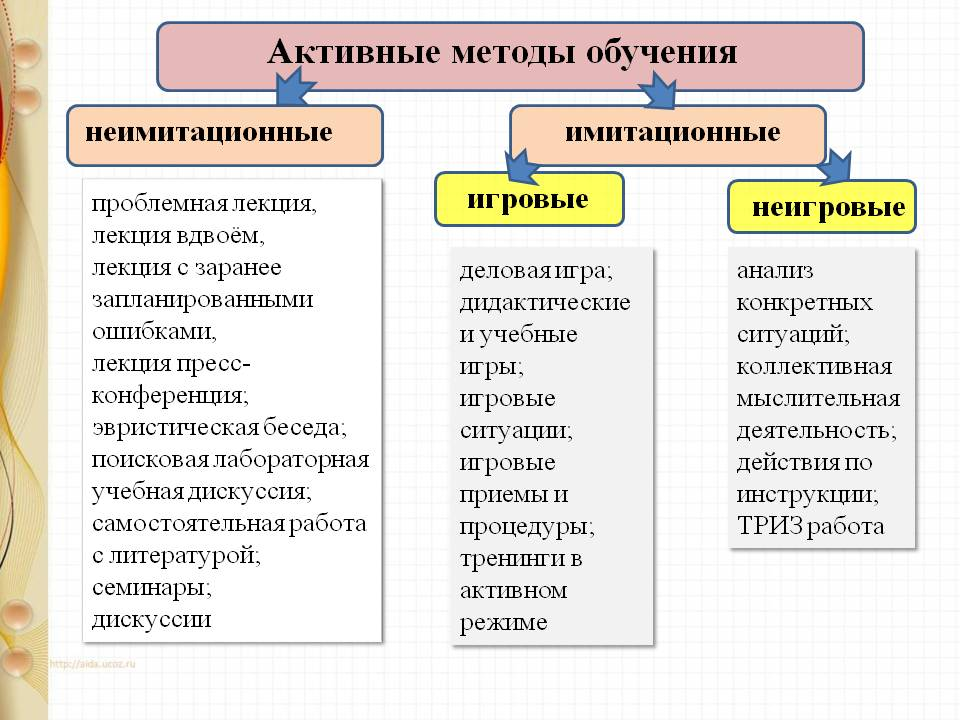 Активные методы обучения
неимитационные
имитационные
игровые
неигровые
проблемная лекция,
лекция вдвоём,
лекция с заранее
запланированными
ошибками,
лекция пресс-
конференция;
эвристическая беседа;
поисковая лабораторная
учебная дискуссия;
самостоятельная работа
с литературой;
семинары;
дискуссии
деловая игра;
дидактические
и учебные
игры;
игровые
ситуации;
игровые
приемы и
процедуры;
тренинги в
активном
режиме
анализ
конкретных
ситуаций;
коллективная
мыслительная
деятельность;
действия по
инструкции;
ТРИЗ работа
http://aida.ucoz.ru